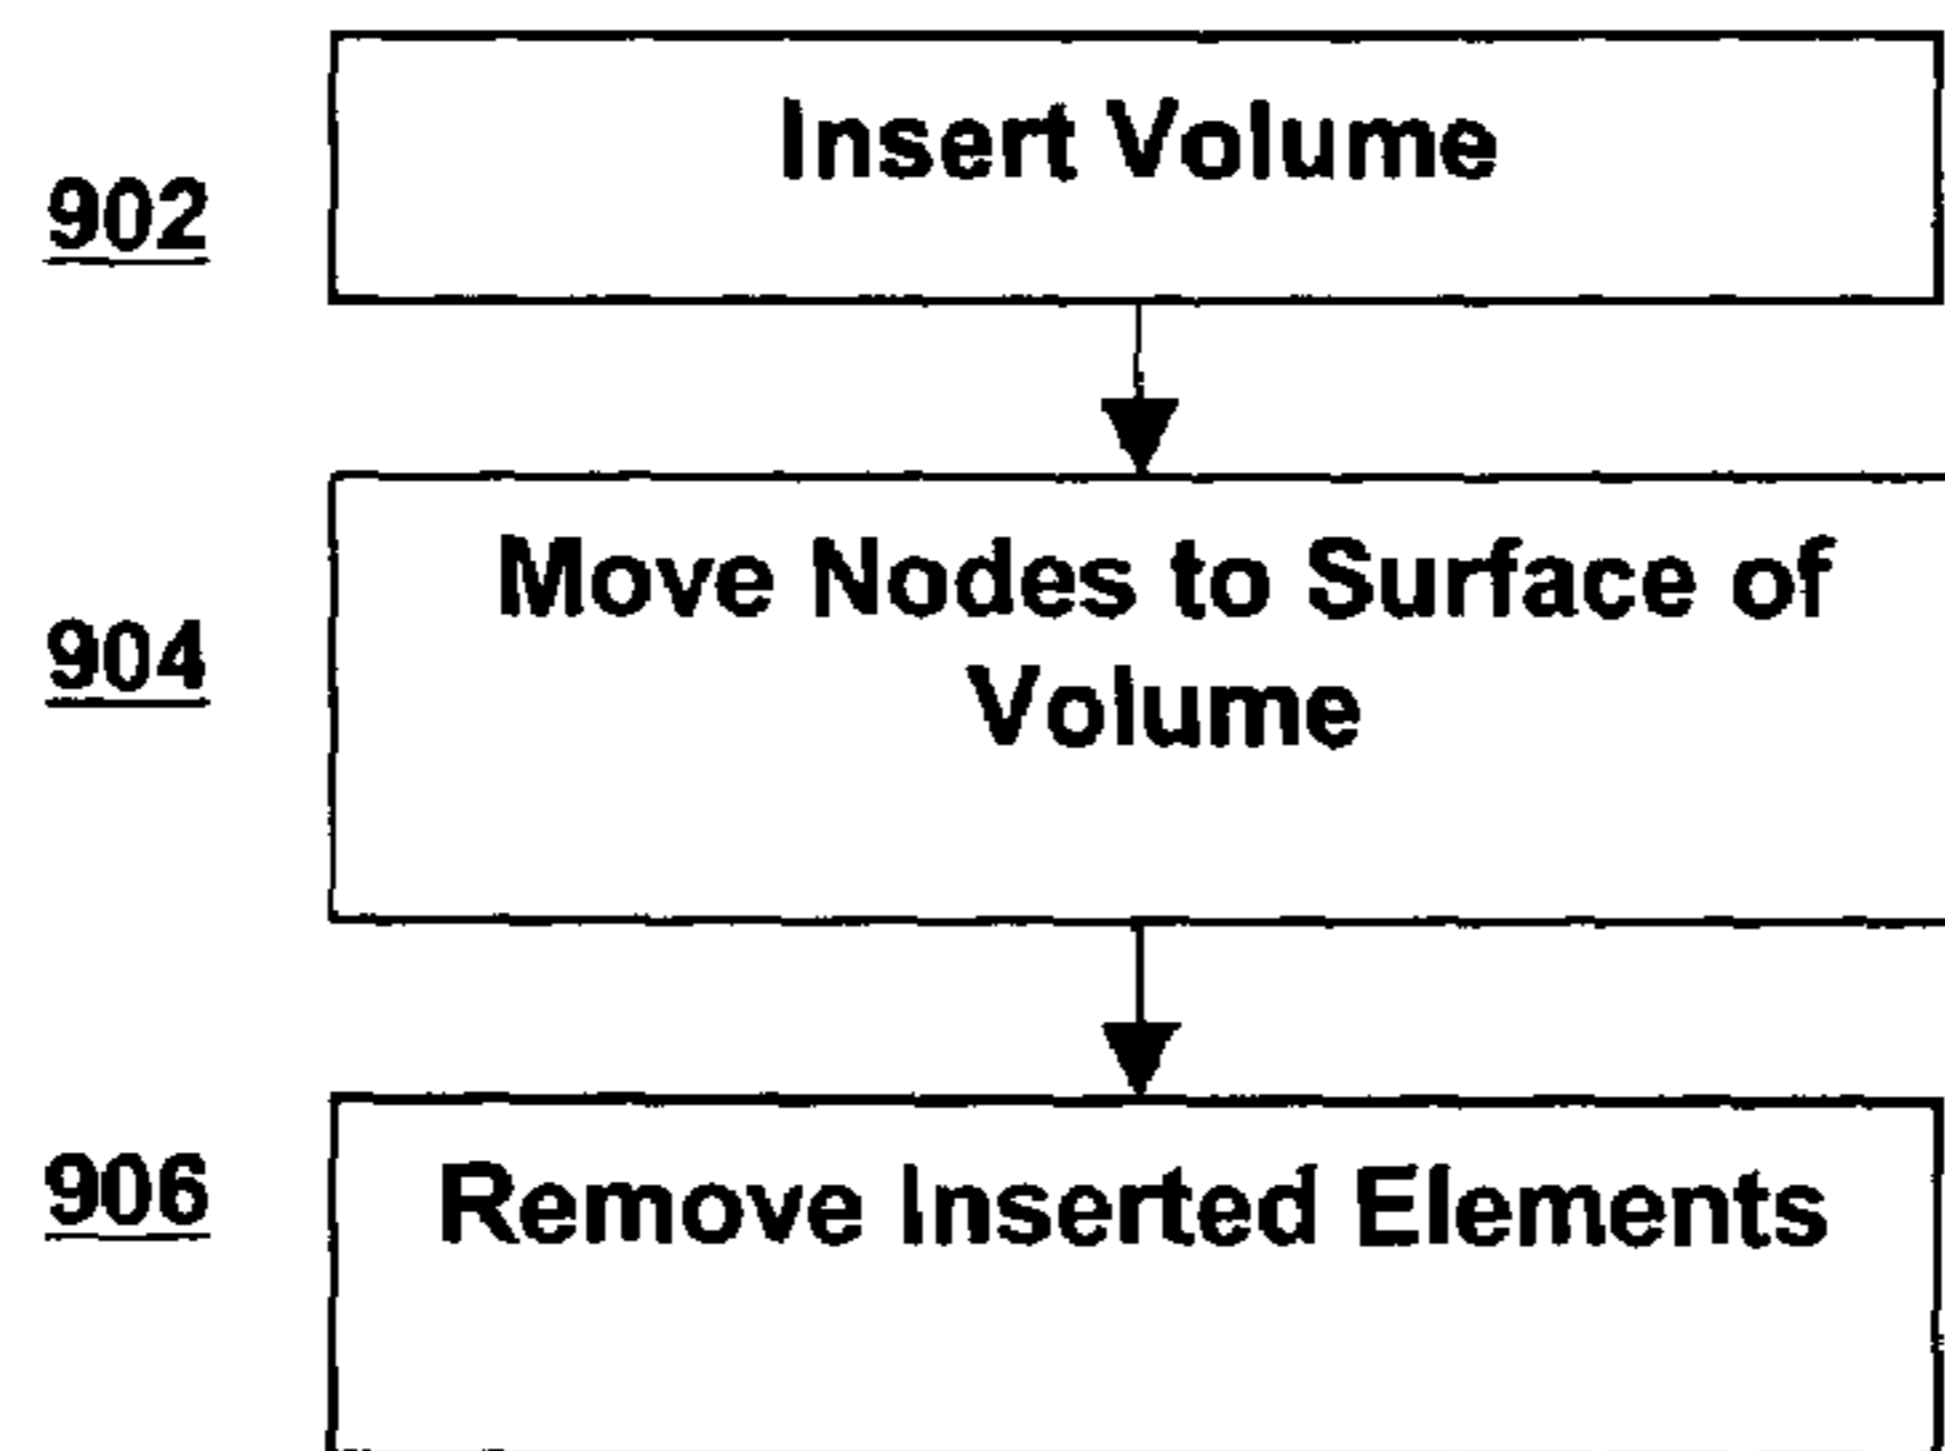 Insert Volume
902
Move Nodes to Surface of
Volume
904
Remove Inserted Elements
906